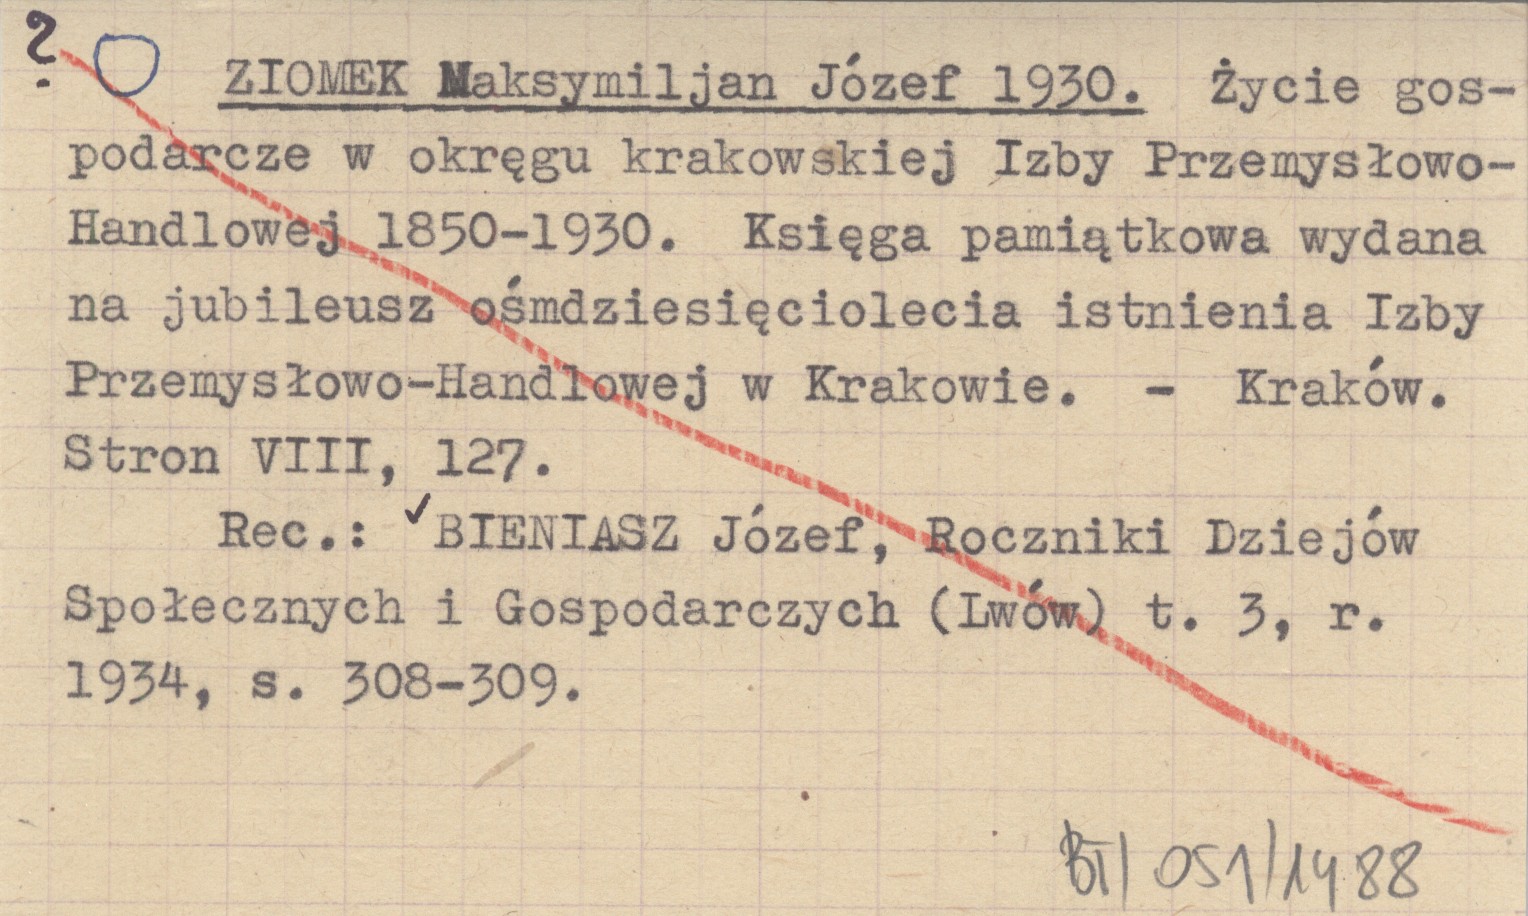 ?
ZIOMEK Maksymiljan Józef 1930. Życie gos-
podarcze w okręgu krakowskiej Izby Przemysłowo-
Handlowej 1850-1930. Księga pamiątkowa wydana
na jubileusz ośmdziesięciolecia istnienia Izby
Przemysłowo-Handlowej w Krakowie. - Kraków.
Stron VIII, 127.
Rec.: BIENIASZ Józef, Roczniki Dziejów
Społecznych i Gospodarczych (Lwów) t. 3, r.
1934, s. 308-309.
BT/ 051/1488